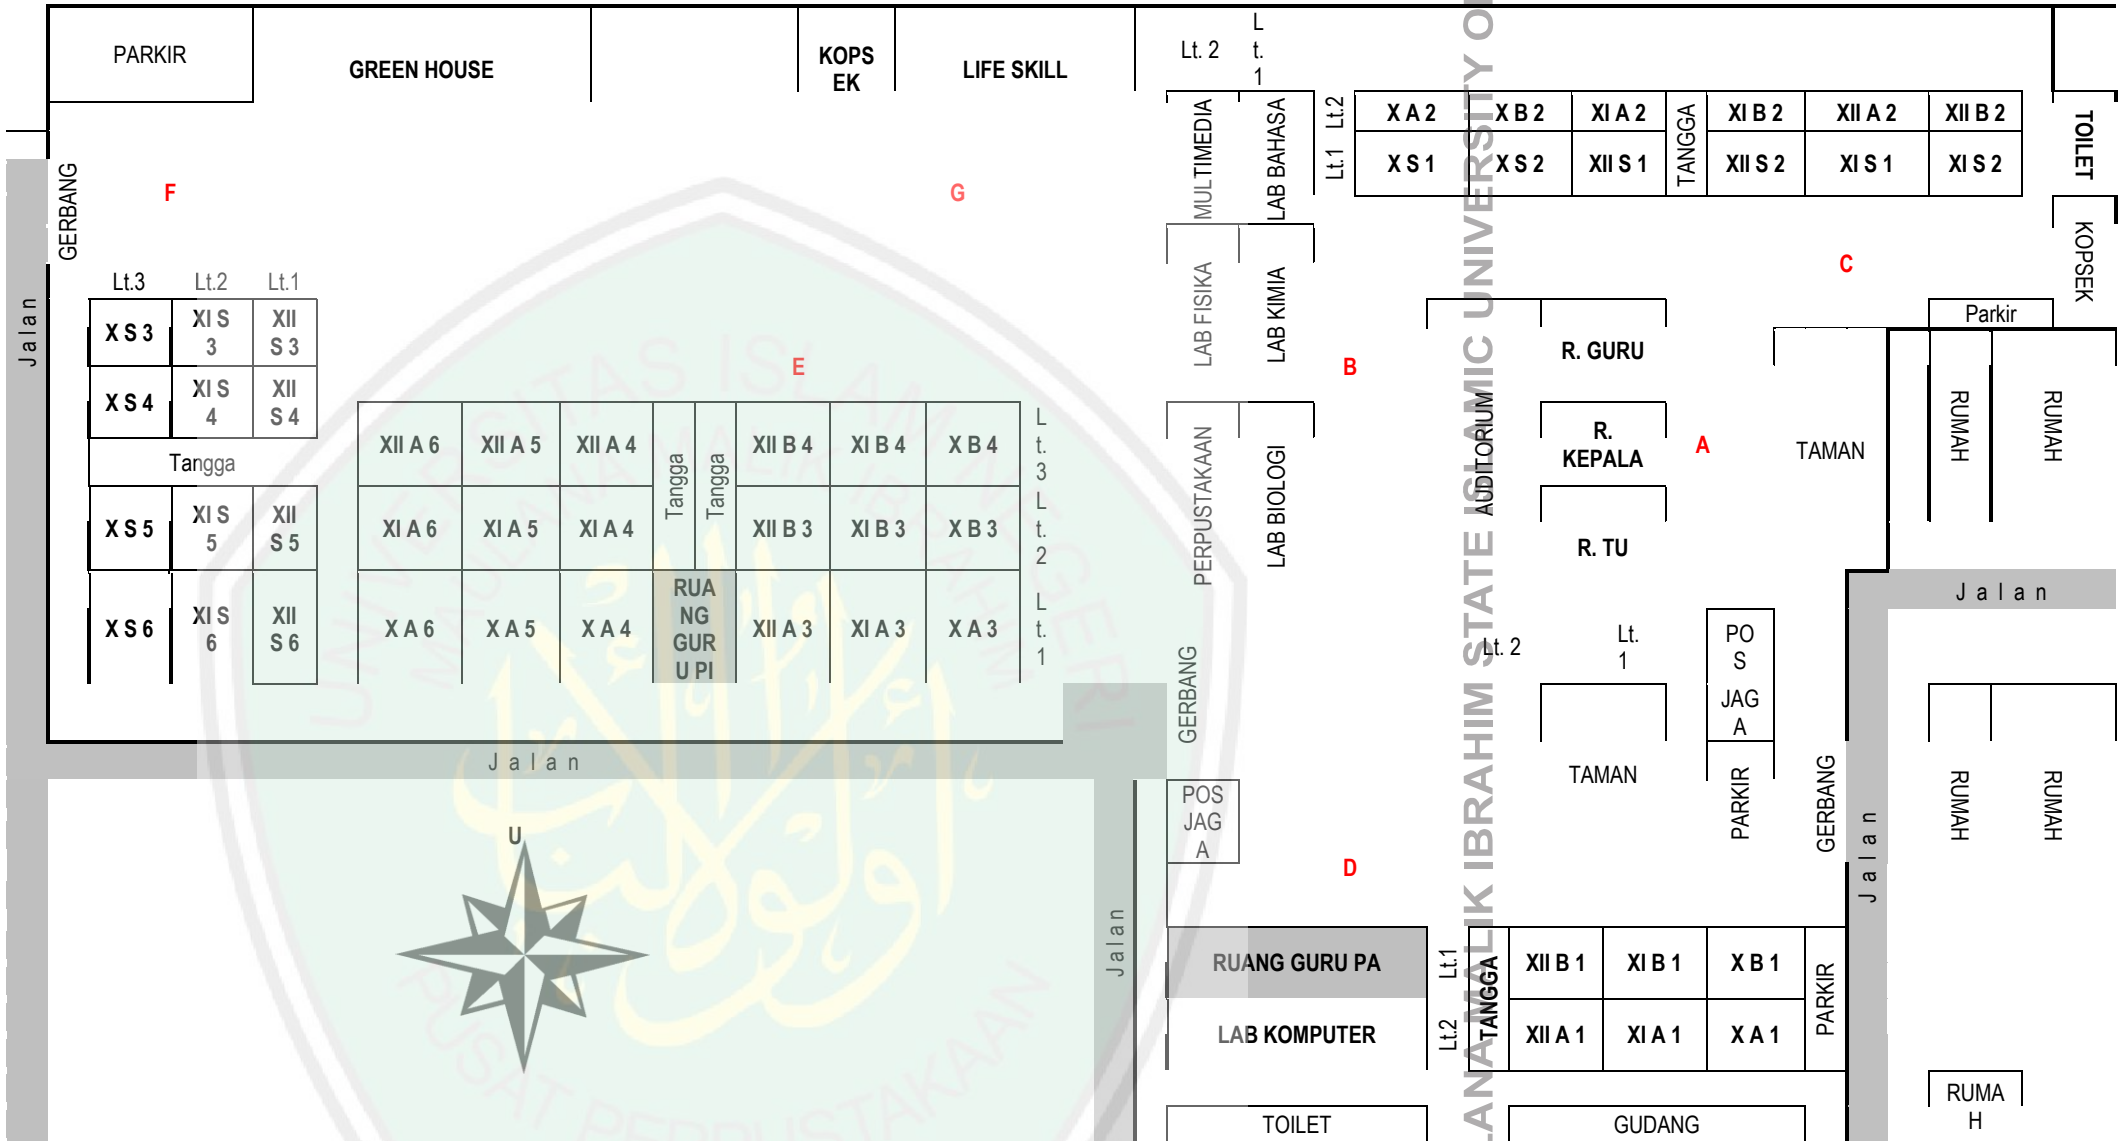 PARKIR
GREEN HOUSE
KOPS
EK
LIFE SKILL
Lt. 2
L
t.
1
MULTIMEDIA
LAB BAHASA
Lt.2
Lt.1
X A 2
X B 2
XI A 2
TANGGA
XI B 2
XII A 2
XII B 2
X S 1
X S 2
XII S 1
XII S 2
XI S 1
XI S 2
TOILET
KOPSEK
GERBANG
F
G
C
Jalan
Lt.3
Lt.2
Lt.1
X S 3
XI S
3
XII
S 3
X S 4
XI S
4
XII
S 4
Tangga
X S 5
XI S
5
XII
S 5
X S 6
XI S
6
XII
S 6
E
XII A 6
XII A 5
XII A 4
Tangga
Tangga
XII B 4
XI B 4
X B 4
L
t.
3
XI A 6
XI A 5
XI A 4
XII B 3
XI B 3
X B 3
L
t.
2
X A 6
X A 5
X A 4
RUA
NG
GUR
U PI
XII A 3
XI A 3
X A 3
L
t.
1
LAB FISIKA
LAB KIMIA
B
PERPUSTAKAAN
LAB BIOLOGI
AUDITORIUM
R. GURU
R.
KEPALA
R. TU
A
TAMAN
Parkir
RUMAH
RUMAH
Jalan
Lt. 2
Lt.
1
PO
S
JAG
A
GERBANG
TAMAN
PARKIR
GERBANG
RUMAH
RUMAH
Jalan
Jalan
U
POS
JAG
A
D
Jalan
RUANG GURU PA
LAB KOMPUTER
Lt.1
Lt.2
TANGGA
XII B 1
XI B 1
X B 1
XII A 1
XI A 1
X A 1
PARKIR
TOILET
GUDANG
RUMA
H
UNIVERSITAS ISLAM NEGERI
MAULANA MALIK IBRAHIM
PUSAT PERPUSTAKAAN
LANA MALIK IBRAHIM STATE ISLAMIC UNIVERSITY O